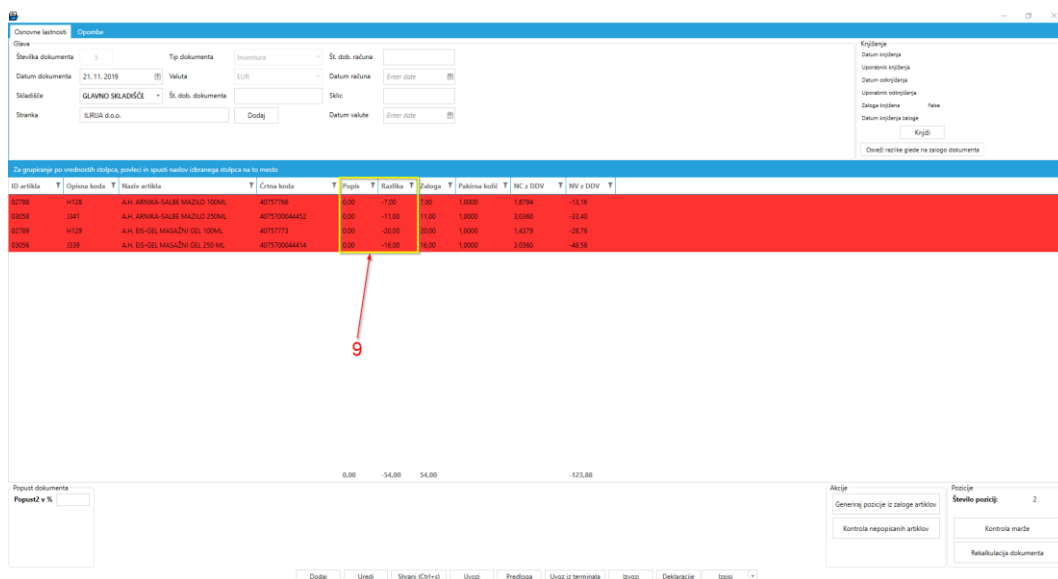 Osnovne lastnosti Opombe
Glava
Številka dokumenta 5 Tip dokumenta Inventura Št. dob. računa
Datum dokumenta 21. 11. 2019 Valuta EUR Datum računa Enter date
Skladišče GLAVNO SKLADIŠČE Št. dob. dokumenta Sklic
Stranka ILIRIJA d.o.o. Dodaj Datum valute Enter date
Knjiženje
Datum knjiženja
Uporabnik knjiženja
Datum odknjiženja
Uporabnik odknjiženja
Zaloga knjižena False
Datum knjiženja zaloge
Knjiži
Osveži razlike glede na zalogo dokumenta
Za grupiranje po vrednostih stolpca, povleci in spusti naslov izbranega stolpca na to mesto
ID artikla Opisna koda Naziv artikla Črtna koda Popis Razlika Zaloga Pakirna količ NC z DDV NV z DDV
02788 H128 A.H. ARNIKA-SALBE MAZILO 100ML 40757766 0,00 -7,00 7,00 1,0000 1,8794 -13,16
03058 J341 A.H. ARNIKA-SALBE MAZILO 250ML 4075700044452 0,00 -11,00 11,00 1,0000 3,0360 -33,40
02789 H129 A.H. EIS-GEL MASAŽNI GEL 100ML 40757773 0,00 -20,00 20,00 1,0000 1,4379 -28,76
03056 J339 A.H. EIS-GEL MASAŽNI GEL 250 ML 4075700044414 0,00 -16,00 16,00 1,0000 3,0360 -48,58
9
0,00 -54,00 54,00 -123,88
Popust dokumenta
Popust2 v %
Akcije
Generiraj pozicije iz zaloge artiklov
Kontrola nepopisanih artiklov
Pozicije
Število pozicij: 2
Kontrola marže
Rekalkulacija dokumenta
Dodaj Uredi Shrani (Ctrl+s) Uvozi Predloga Uvoz iz terminala Izvozi Deklaracije Izpisi